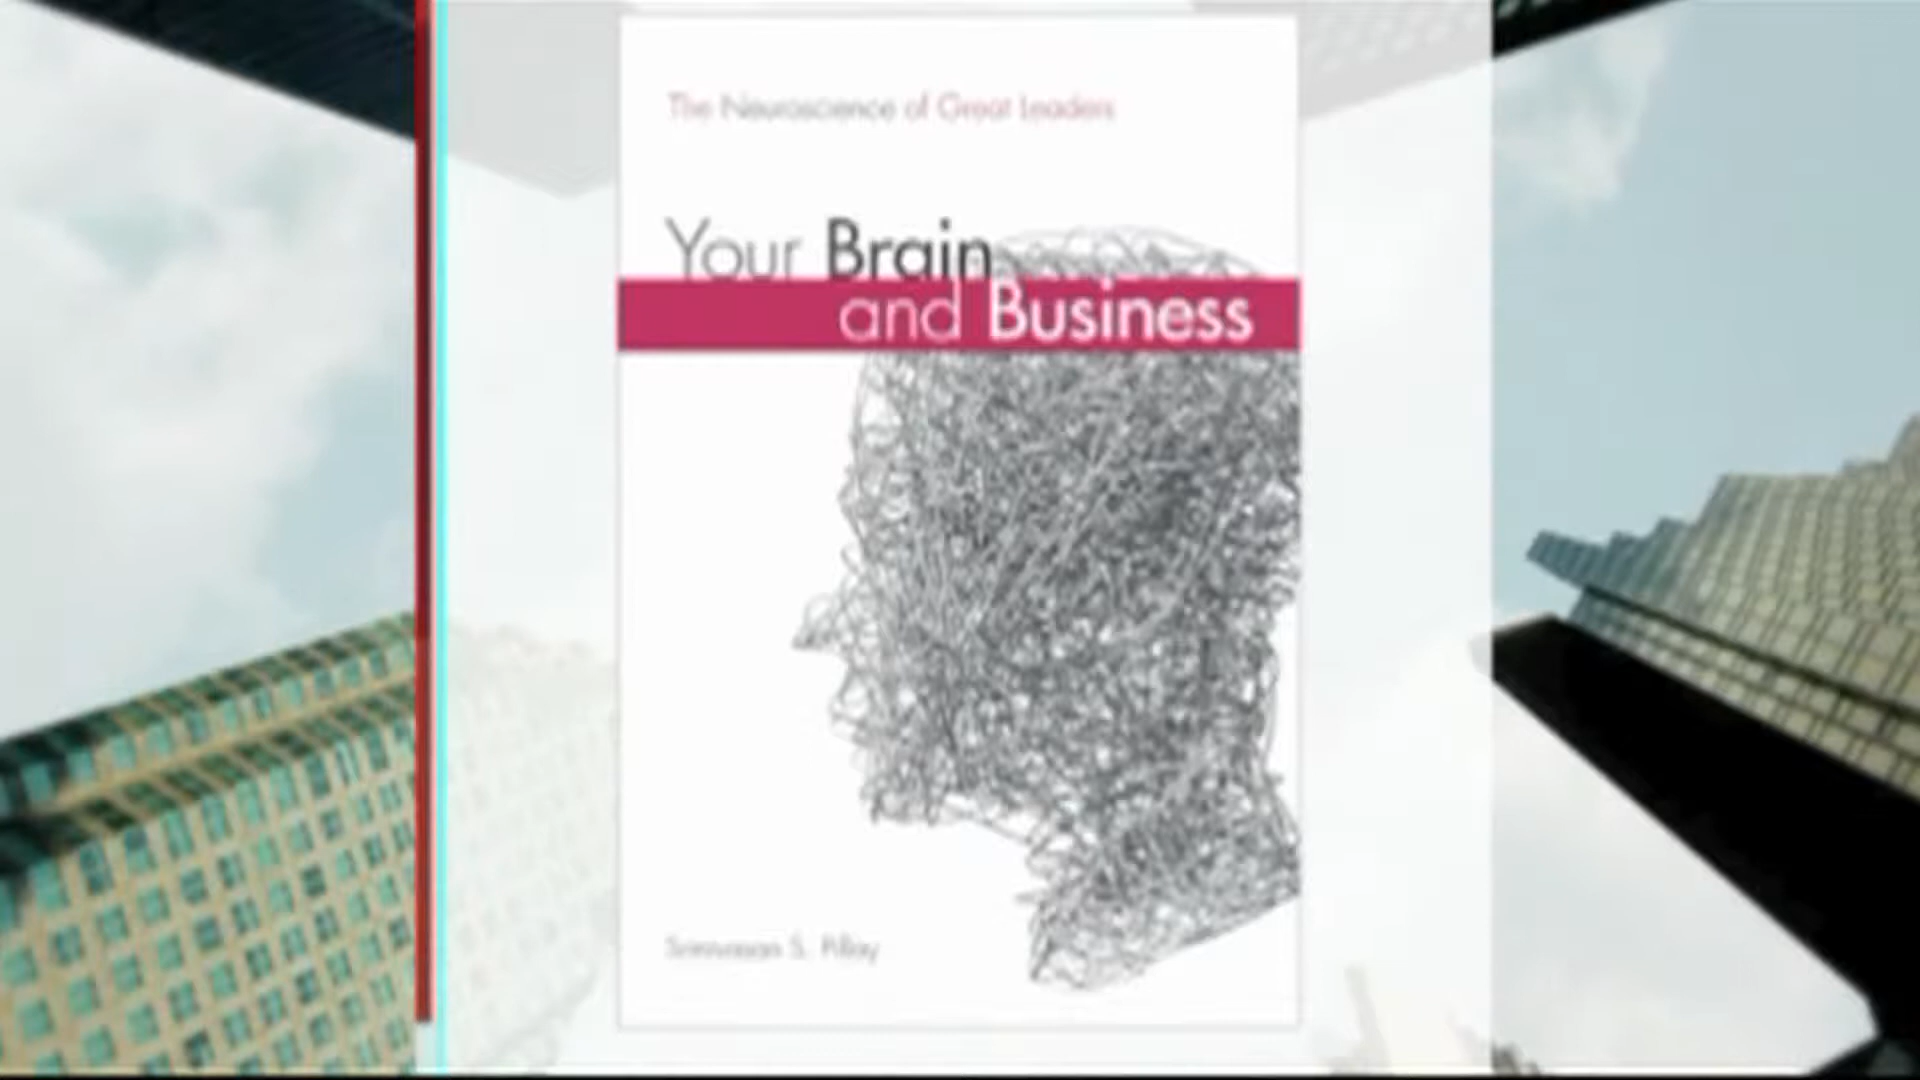 The Neuroscience of Great Leaders
Your Brain
and Business
Srinivasan S. Pillay